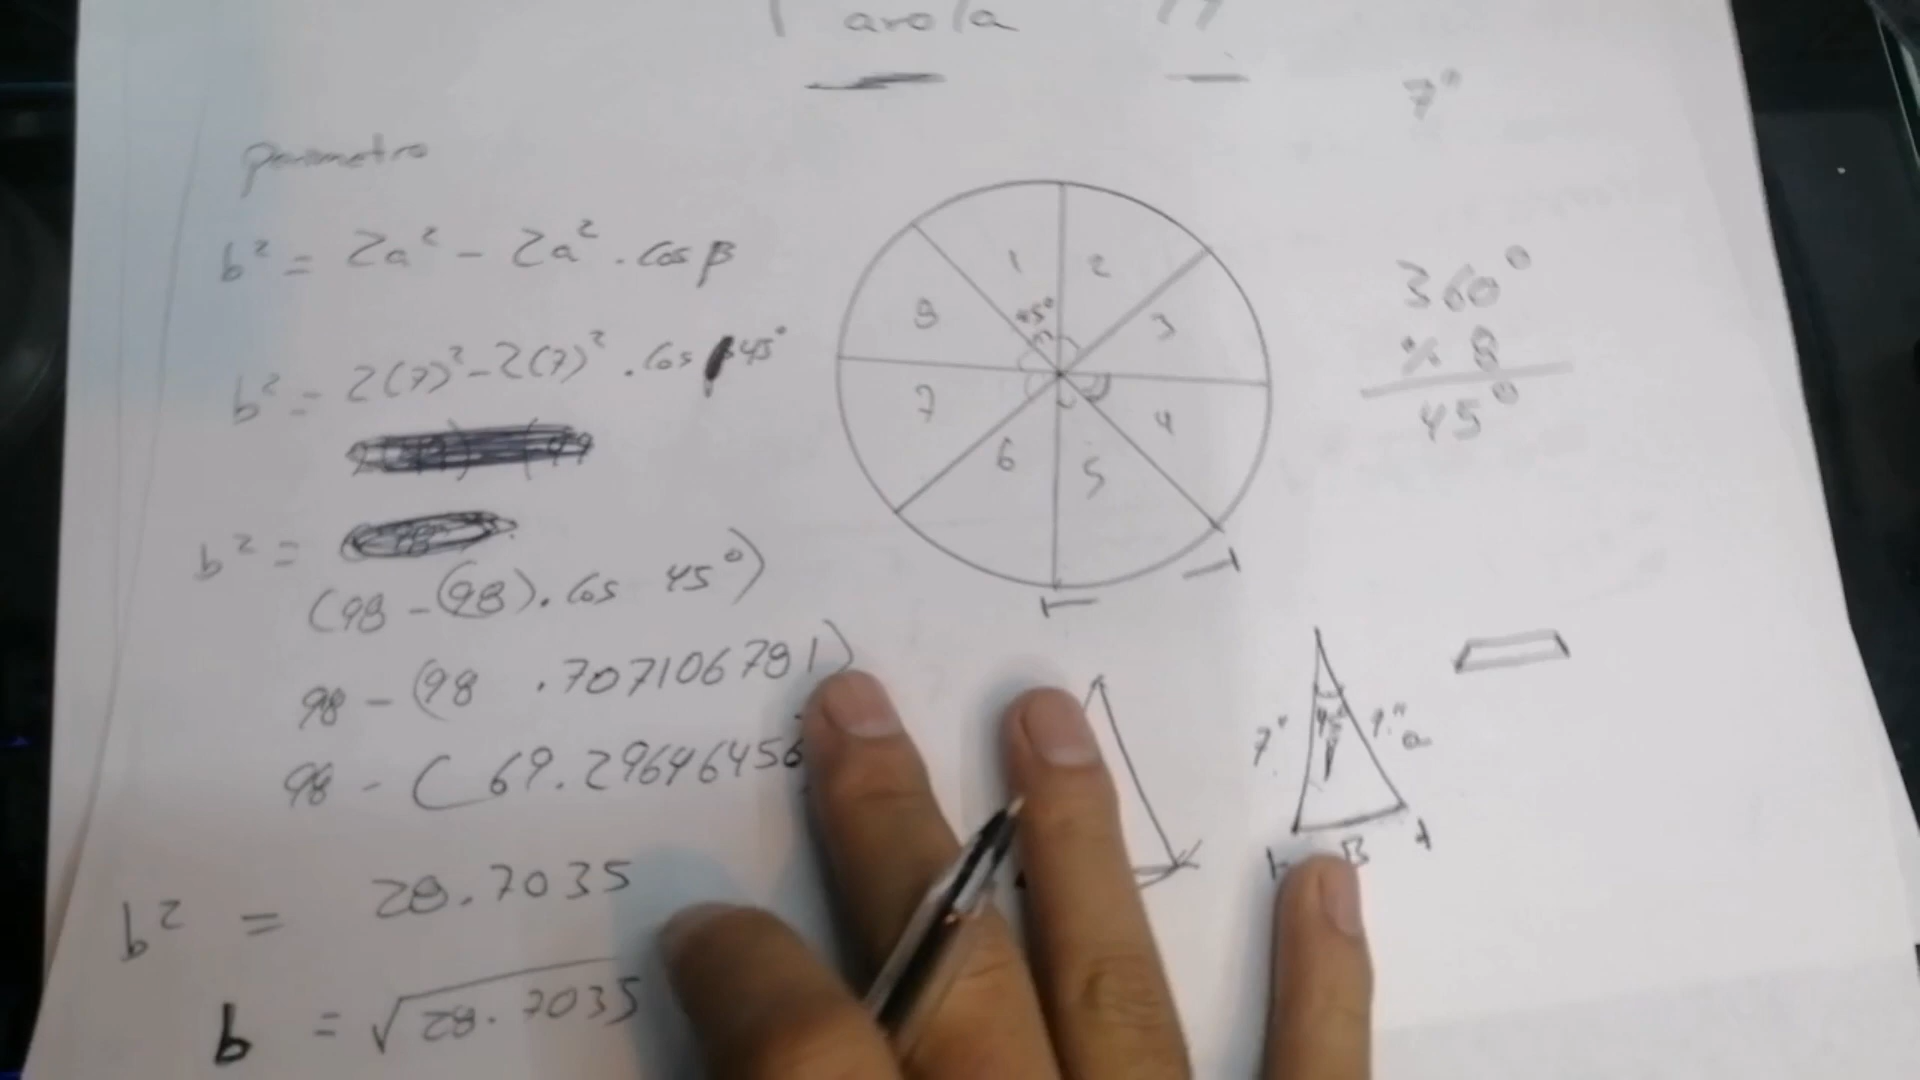 arola
7"
parametro
b² = 2a² - 2a² . Cos β
b² = 2(7)² - 2(7)² . Cos 45°
b² =
(98 - (98) . Cos 45°)
98 - (98 .707106781)
98 - ( 69.29646456
b² = 28.7035
b = √28.7035
1 2 3 4 5 6 7 8
45°
360°
÷ 8
45°
7" 45° 7" a
B